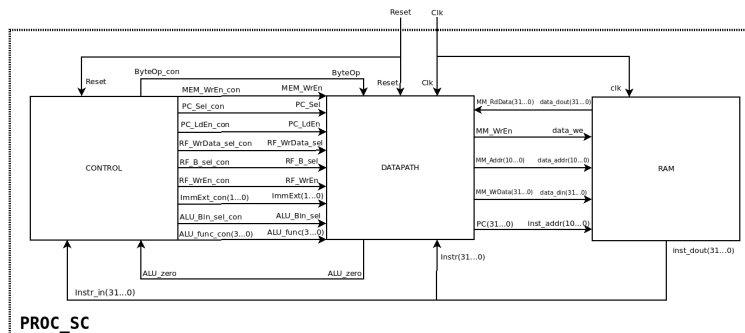 Reset Clk
ByteOp_con ByteOp
Reset Reset Clk clk
MEM_WrEn_con MEM_WrEn
PC_Sel_con PC_Sel
PC_LdEn_con PC_LdEn
RF_WrData_sel_con RF_WrData_sel
RF_B_sel_con RF_B_sel
RF_WrEn_con RF_WrEn
ImmExt_con(1...0) ImmExt(1...0)
ALU_Bin_sel_con ALU_Bin_sel
ALU_func_con(3...0) ALU_func(3...0)
CONTROL
DATAPATH
RAM
MM_RdData(31...0) data_dout(31...0)
MM_WrEn data_we
MM_Addr(10...0) data_addr(10...0)
MM_WrData(31...0) data_din(31...0)
PC(31...0) inst_addr(10...0)
inst_dout(31...0)
Instr(31...0)
ALU_zero ALU_zero
Instr_in(31...0)
PROC_SC